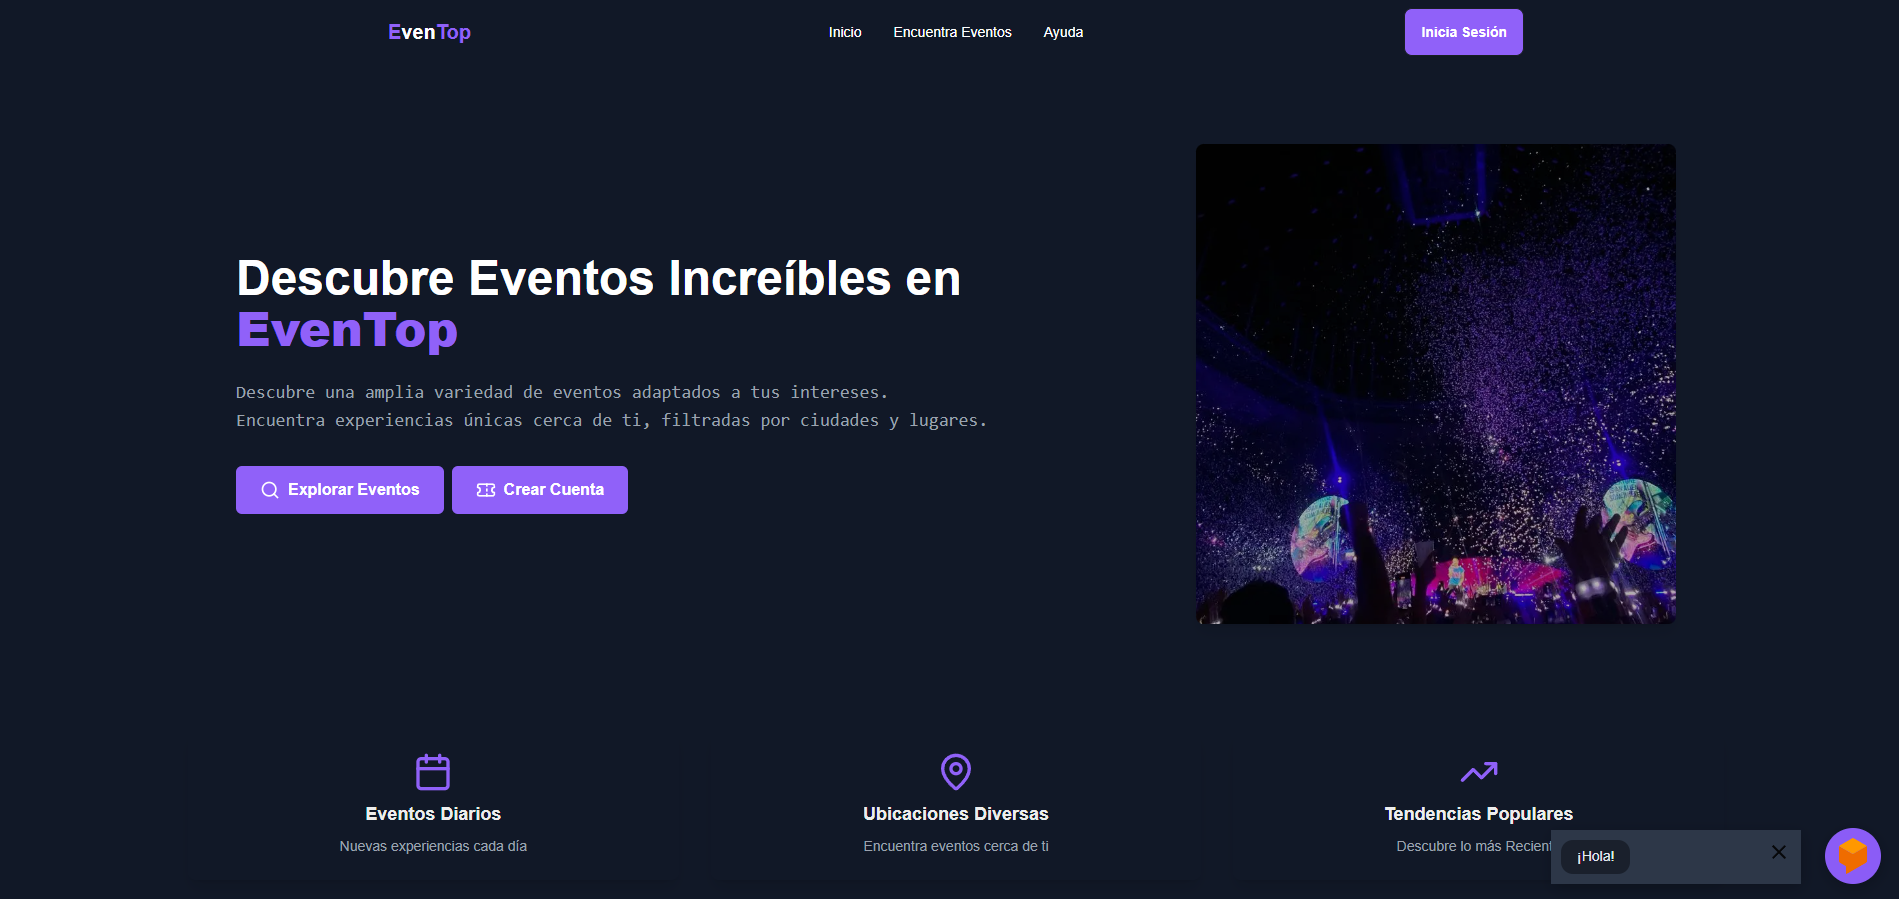 EvenTop
Inicio
Encuentra Eventos
Ayuda
Inicia Sesión
Descubre Eventos Increíbles en
EvenTop
Descubre una amplia variedad de eventos adaptados a tus intereses.
Encuentra experiencias únicas cerca de ti, filtradas por ciudades y lugares.
Explorar Eventos
Crear Cuenta
Eventos Diarios
Nuevas experiencias cada día
Ubicaciones Diversas
Encuentra eventos cerca de ti
Tendencias Populares
Descubre lo más Recient
¡Hola!